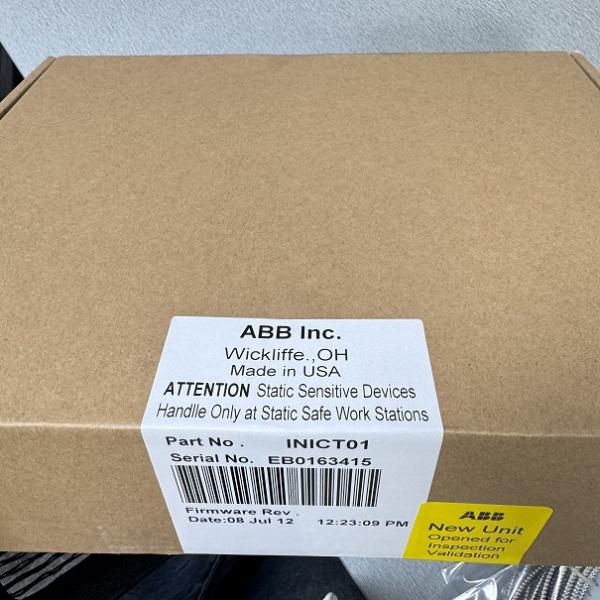 ABB Inc.
Wickliffe.,OH
Made in USA
ATTENTION Static Sensitive Devices
Handlle Only at Static Safe Work Stations
Part No . INICT01
Serial No. EB0163415
Firmware Rev .
Date:08 Jul 12 12:23:09 PM
ABB
New Unit
Opened for
Inspection
Validation